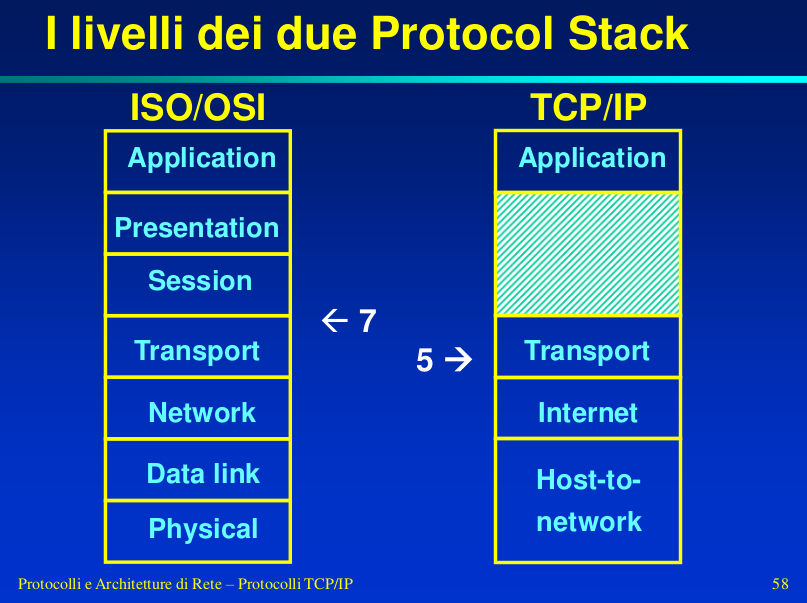 I livelli dei due Protocol Stack
ISO/OSI
Application
Presentation
Session
Transport
Network
Data link
Physical
← 7
5 →
TCP/IP
Application
Transport
Internet
Host-to-
network
Protocolli e Architetture di Rete – Protocolli TCP/IP
58